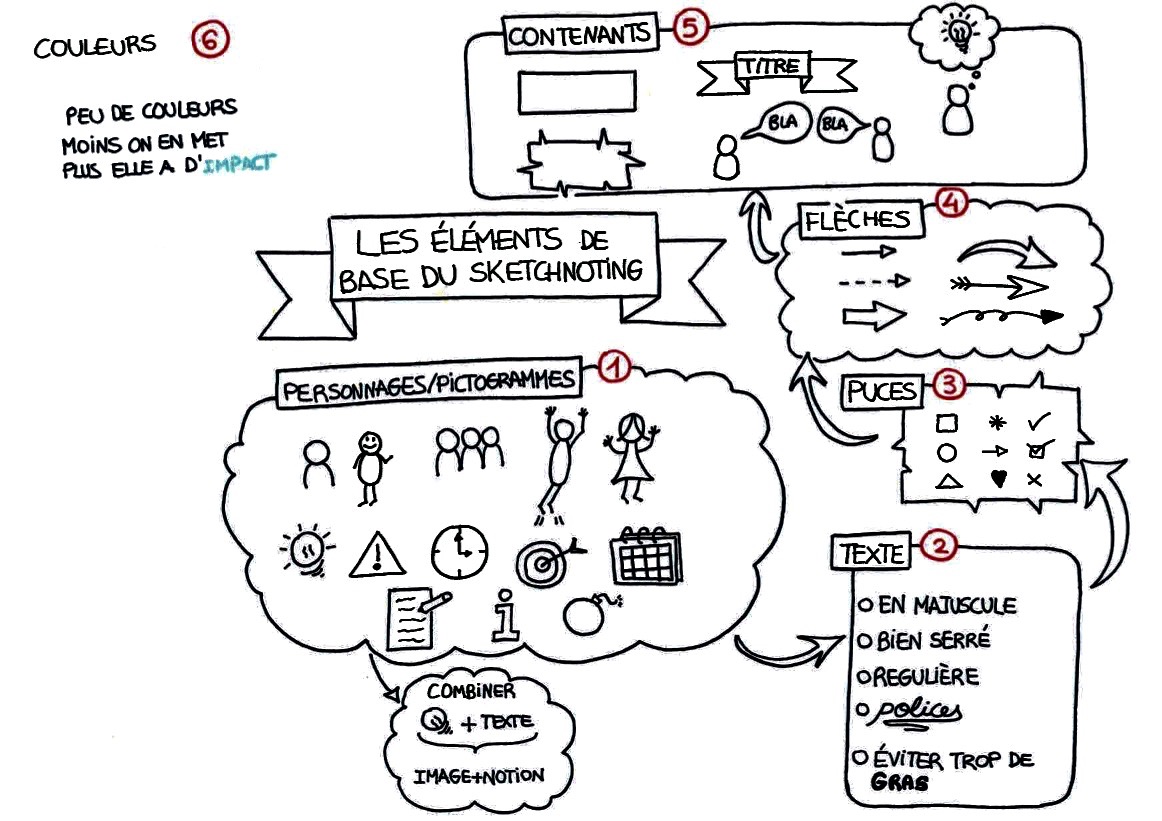 COULEURS 6
PEU DE COULEURS
MOINS ON EN MET
PLUS ELLE A D'IMPACT
CONTENANTS 5
TITRE
BLA
BLA
LES ÉLÉMENTS DE
BASE DU SKETCHNOTING
FLÈCHES 4
PERSONNAGES/PICTOGRAMMES 1
PUCES 3
TEXTE 2
EN MAJUSCULE
BIEN SERRÉ
REGULIÈRE
polices
ÉVITER TROP DE
GRAS
COMBINER
+ TEXTE
IMAGE+NOTION